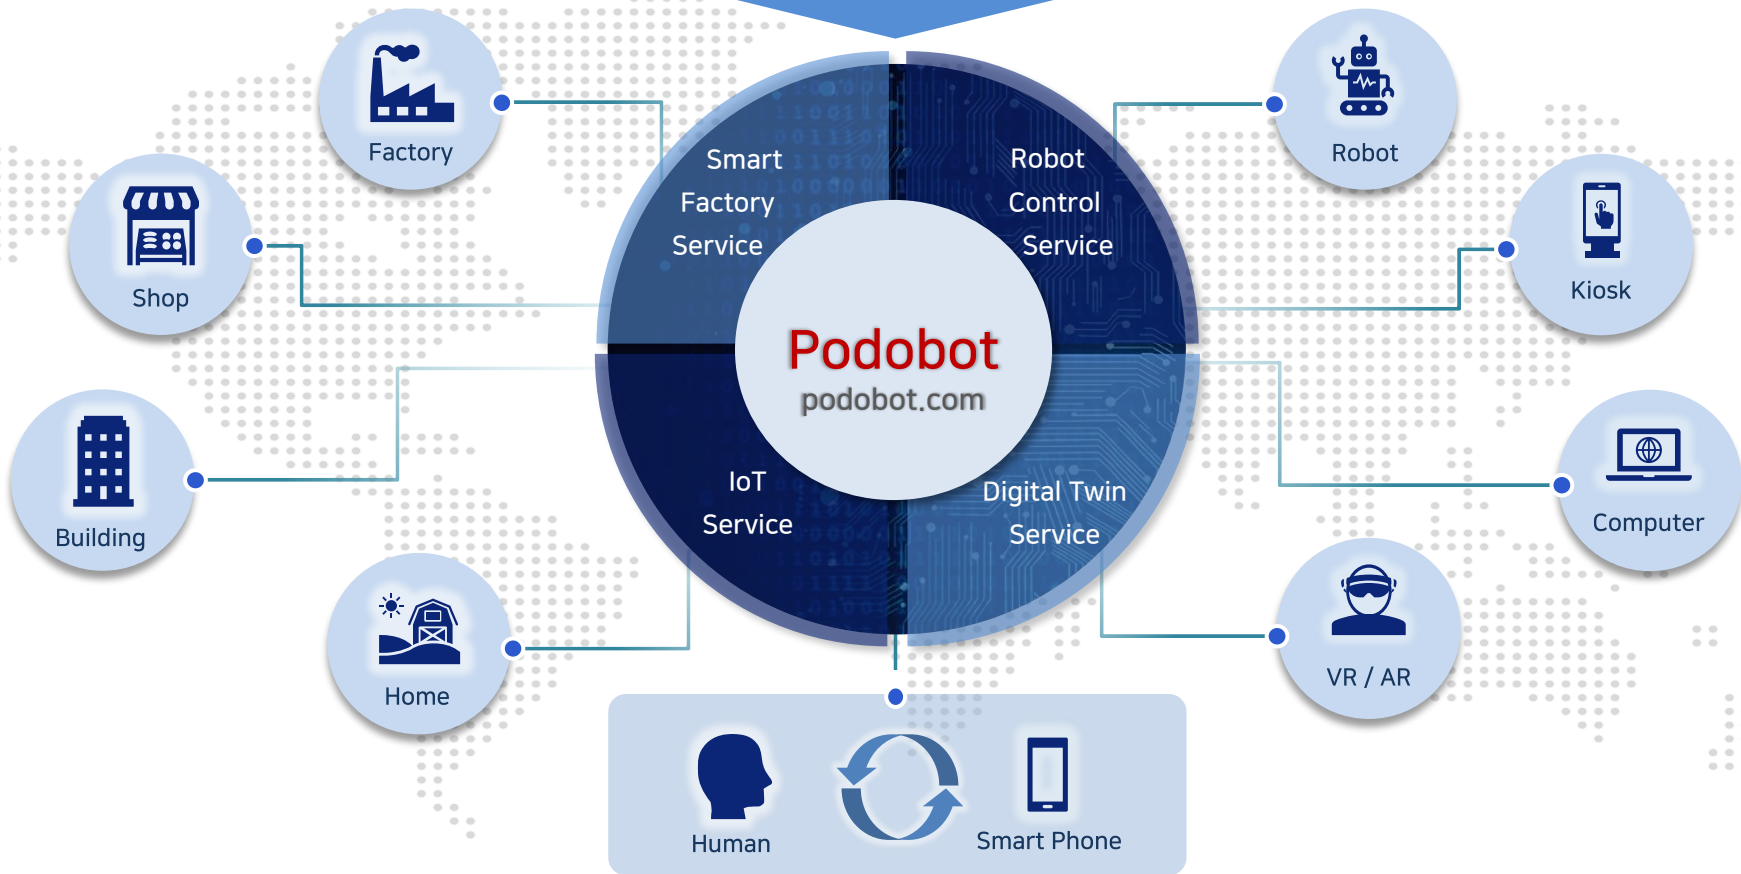 Factory
Robot
Shop
Kiosk
Smart
Factory
Service
Robot
Control
Service
Podobot
podobot.com
Building
Computer
IoT
Service
Digital Twin
Service
Home
VR / AR
Human
Smart Phone